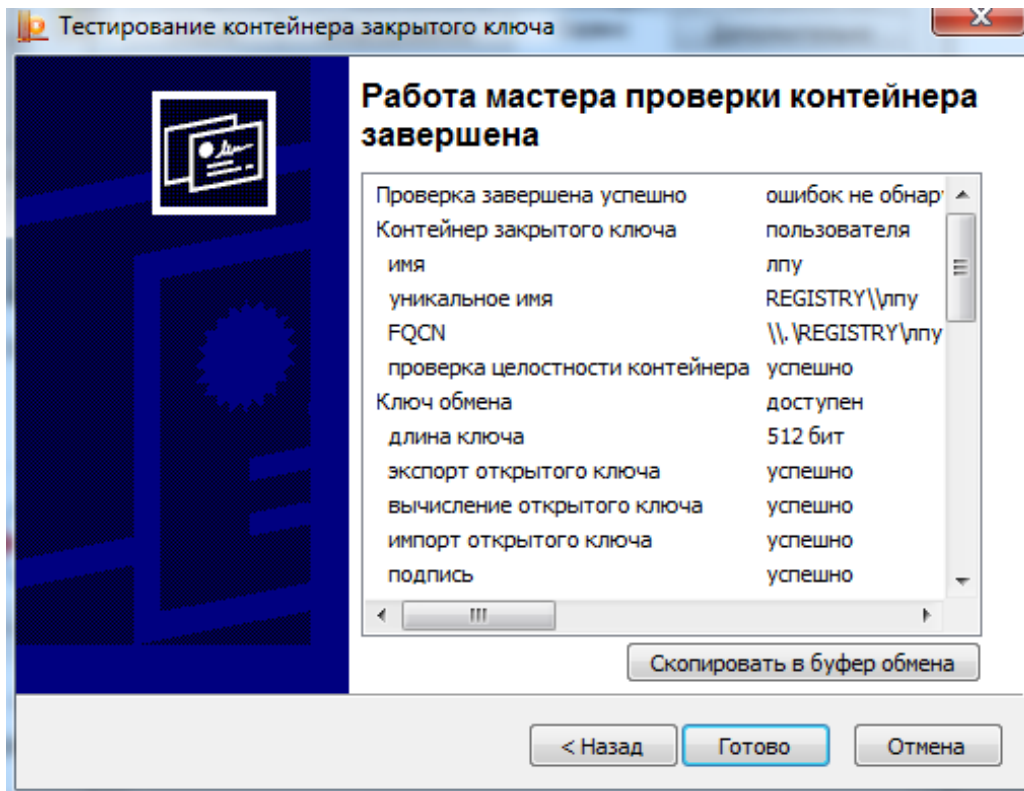 Тестирование контейнера закрытого ключа
Работа мастера проверки контейнера
завершена
Проверка завершена успешно ошибок не обнар
Контейнер закрытого ключа пользователя
имя лпу
уникальное имя REGISTRY\\лпу
FQCN \\.\REGISTRY\лпу
проверка целостности контейнера успешно
Ключ обмена доступен
длина ключа 512 бит
экспорт открытого ключа успешно
вычисление открытого ключа успешно
импорт открытого ключа успешно
подпись успешно
Скопировать в буфер обмена
< Назад Готово Отмена